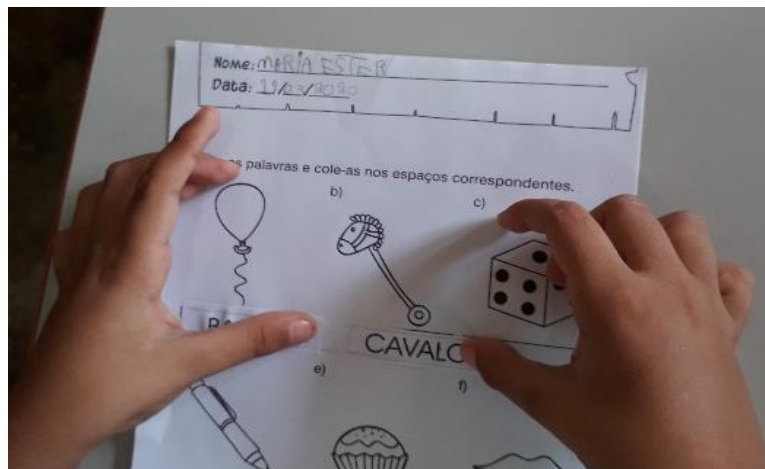 Nome: MARIA ESTER
Data: 11/03/2020
as palavras e cole-as nos espaços correspondentes.
b)
c)
CAVALO
e)
f)